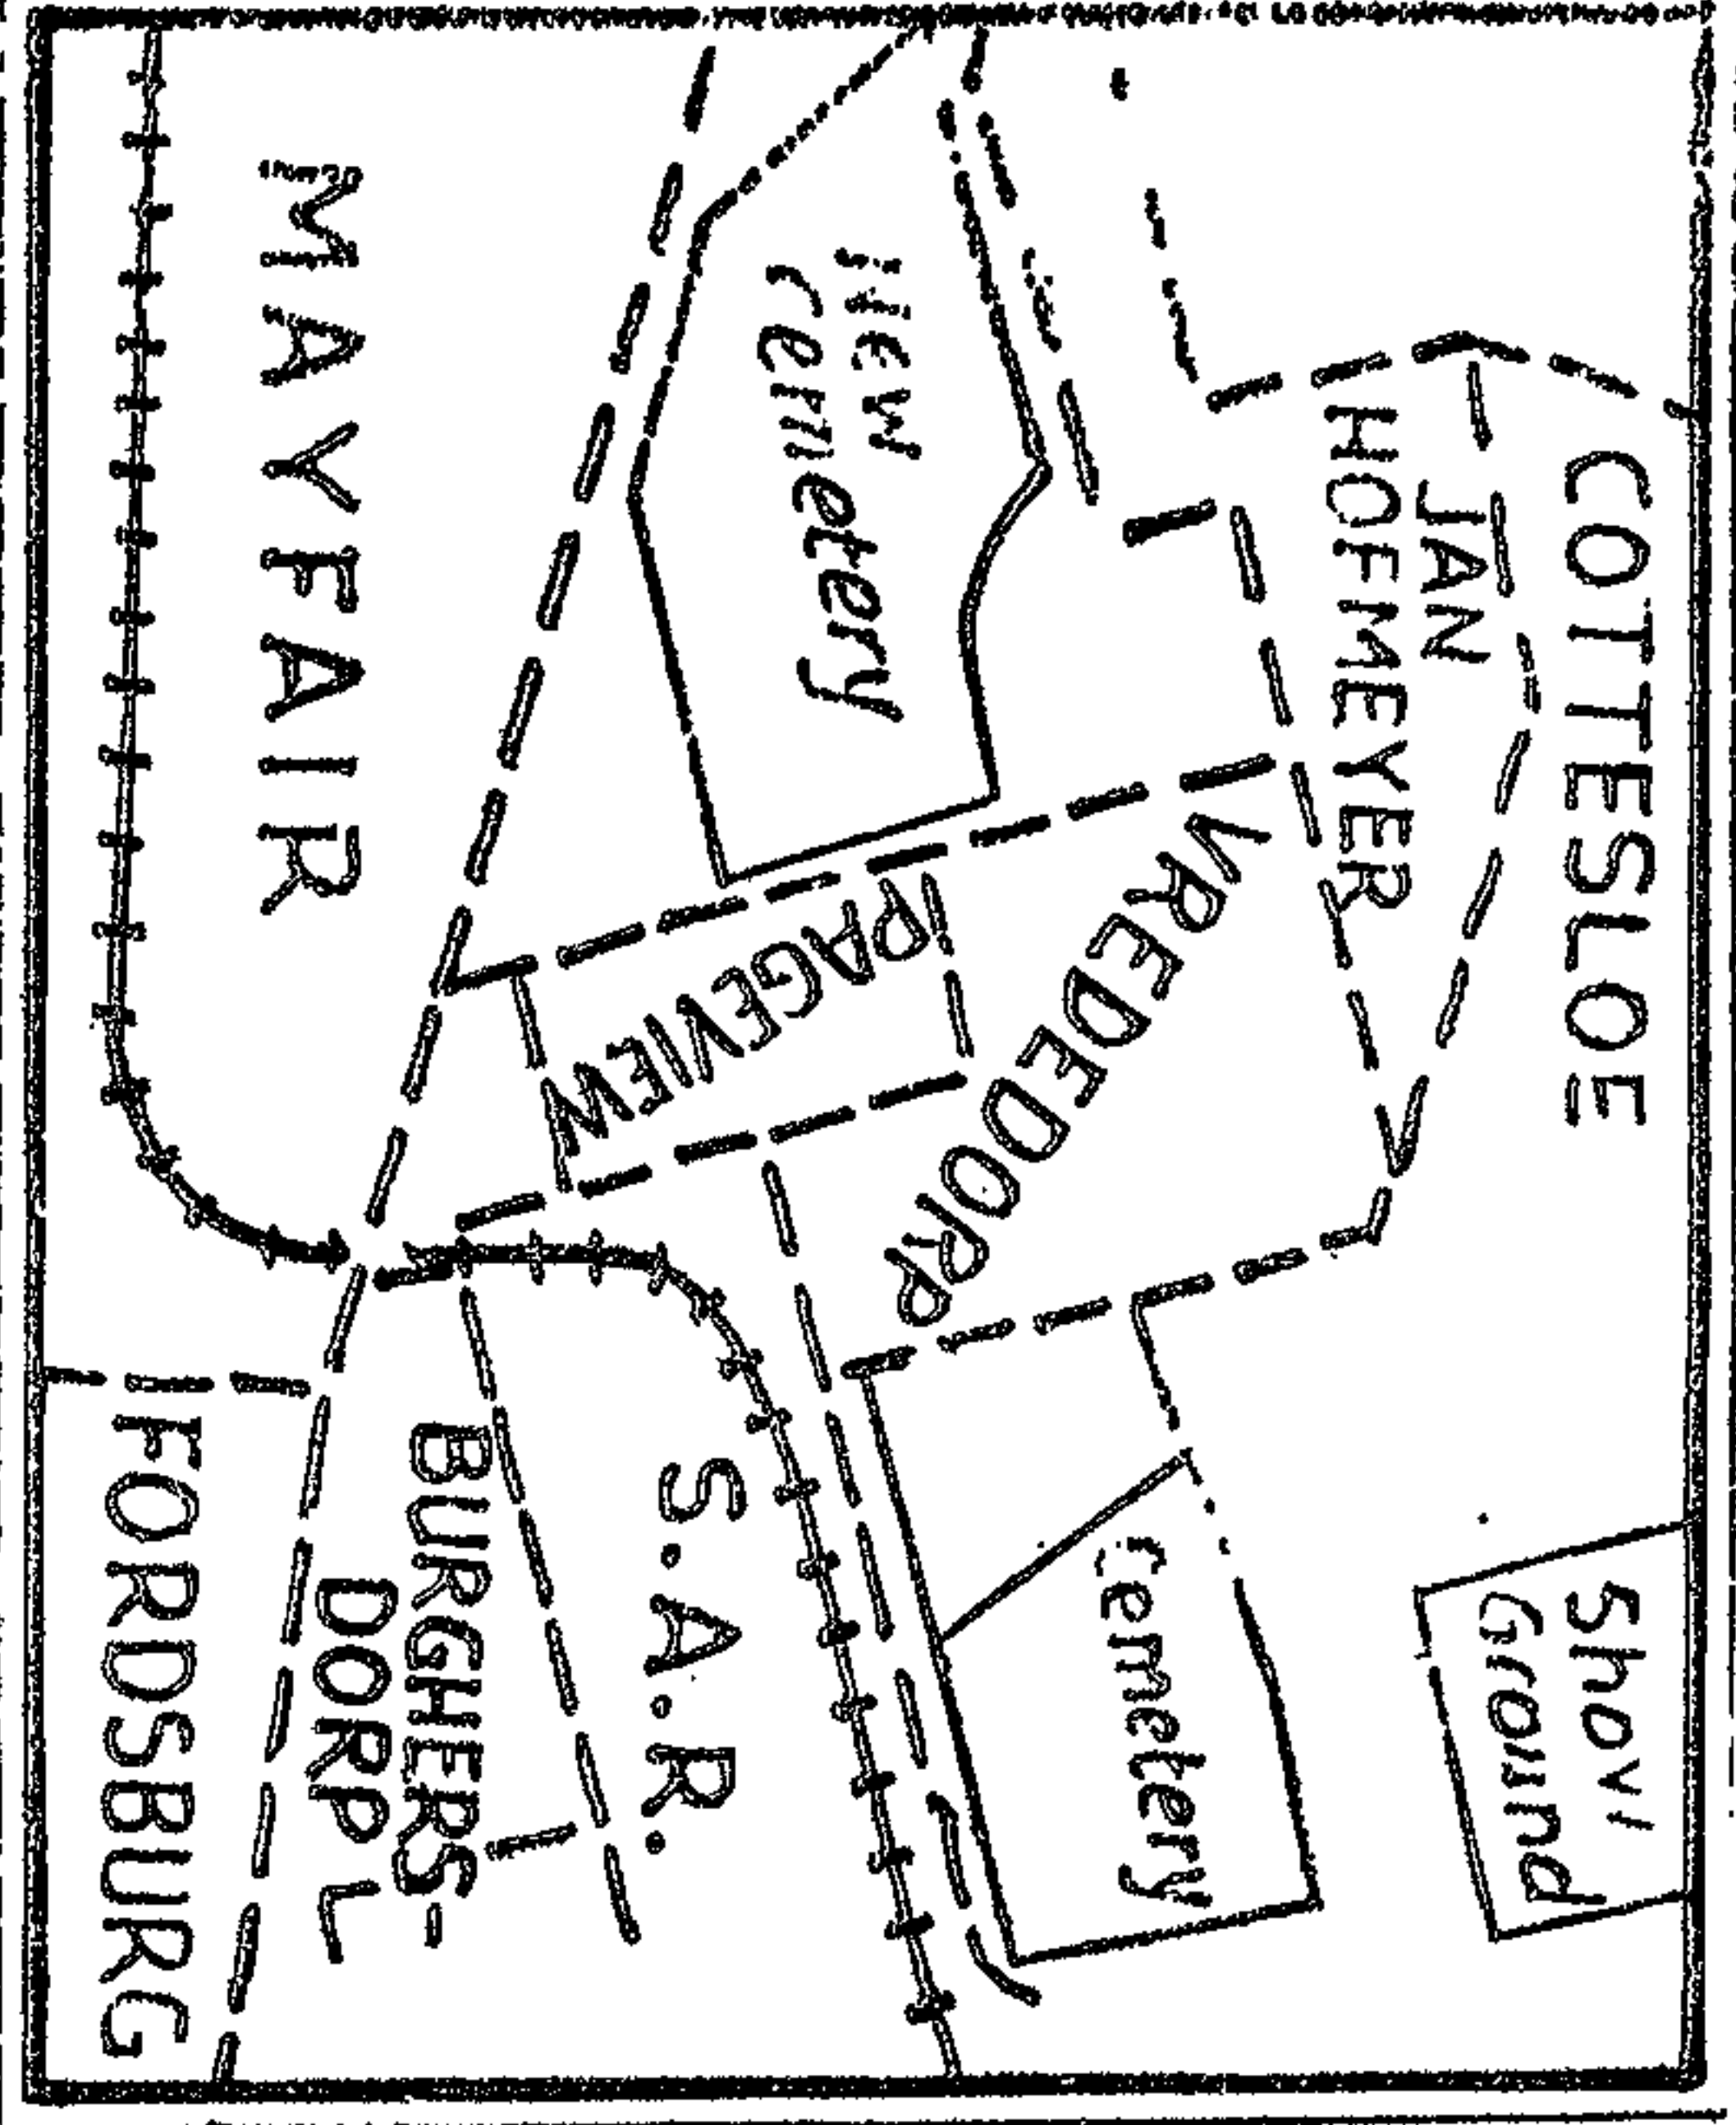 COTTESLOE
JAN
HOFMEYER
Show
Ground
New
Cemetery
VREDEDORP
PAGEVIEW
Cemetery
MAYFAIR
S.A.R.
BURGHERS-
DORP
FORDSBURG